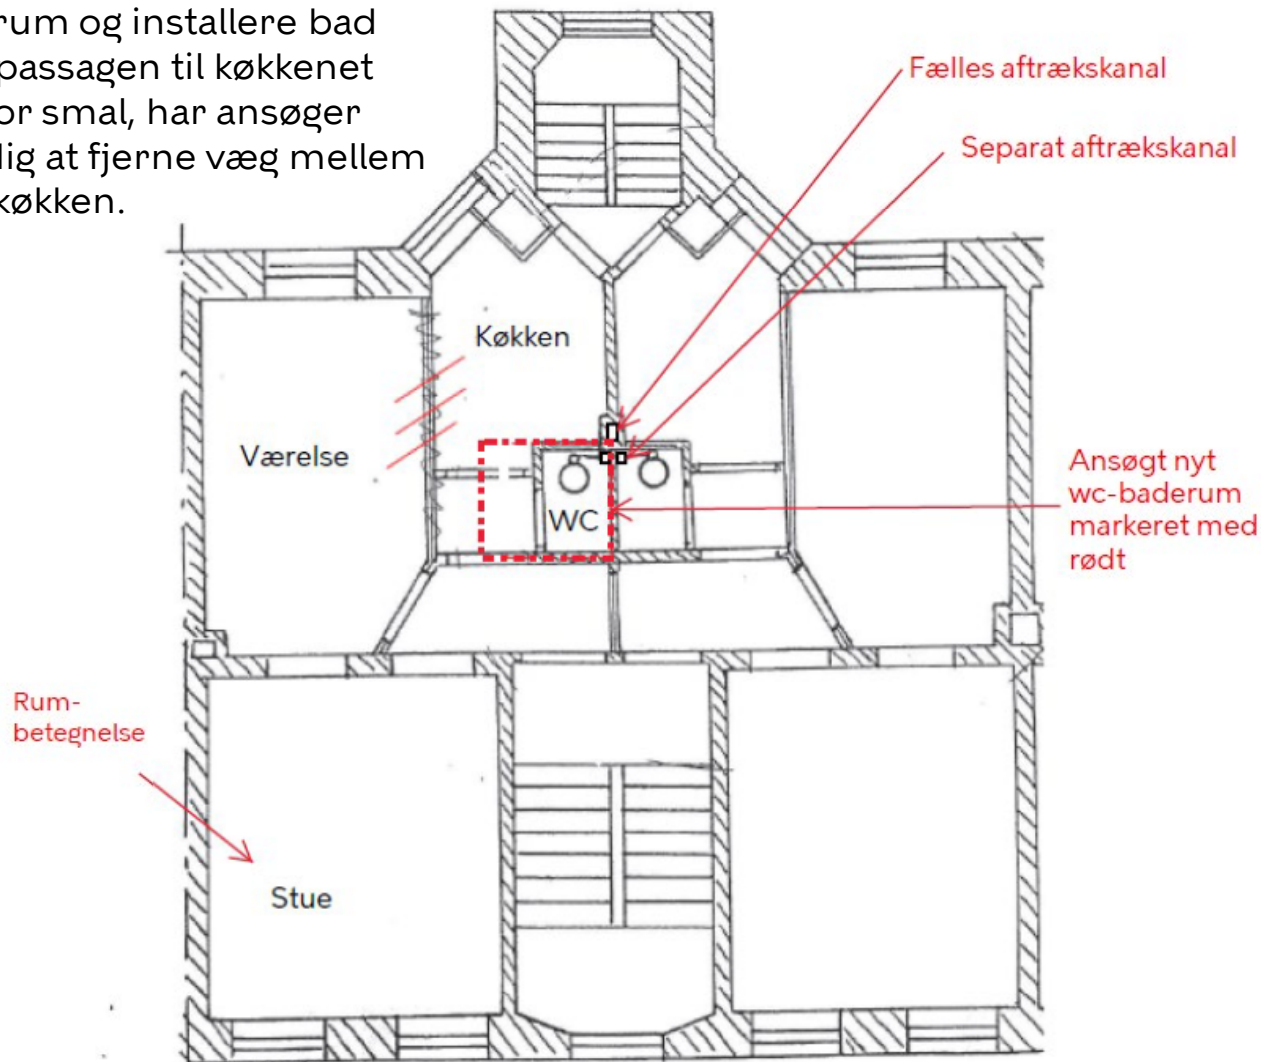 rum og installere bad
passagen til køkkenet
or smal, har ansøger
dig at fjerne væg mellem
køkken.
Fælles aftrækskanal
Separat aftrækskanal
Køkken
Værelse
WC
Ansøgt nyt
wc-baderum
markeret med
rødt
Rum-
betegnelse
Stue